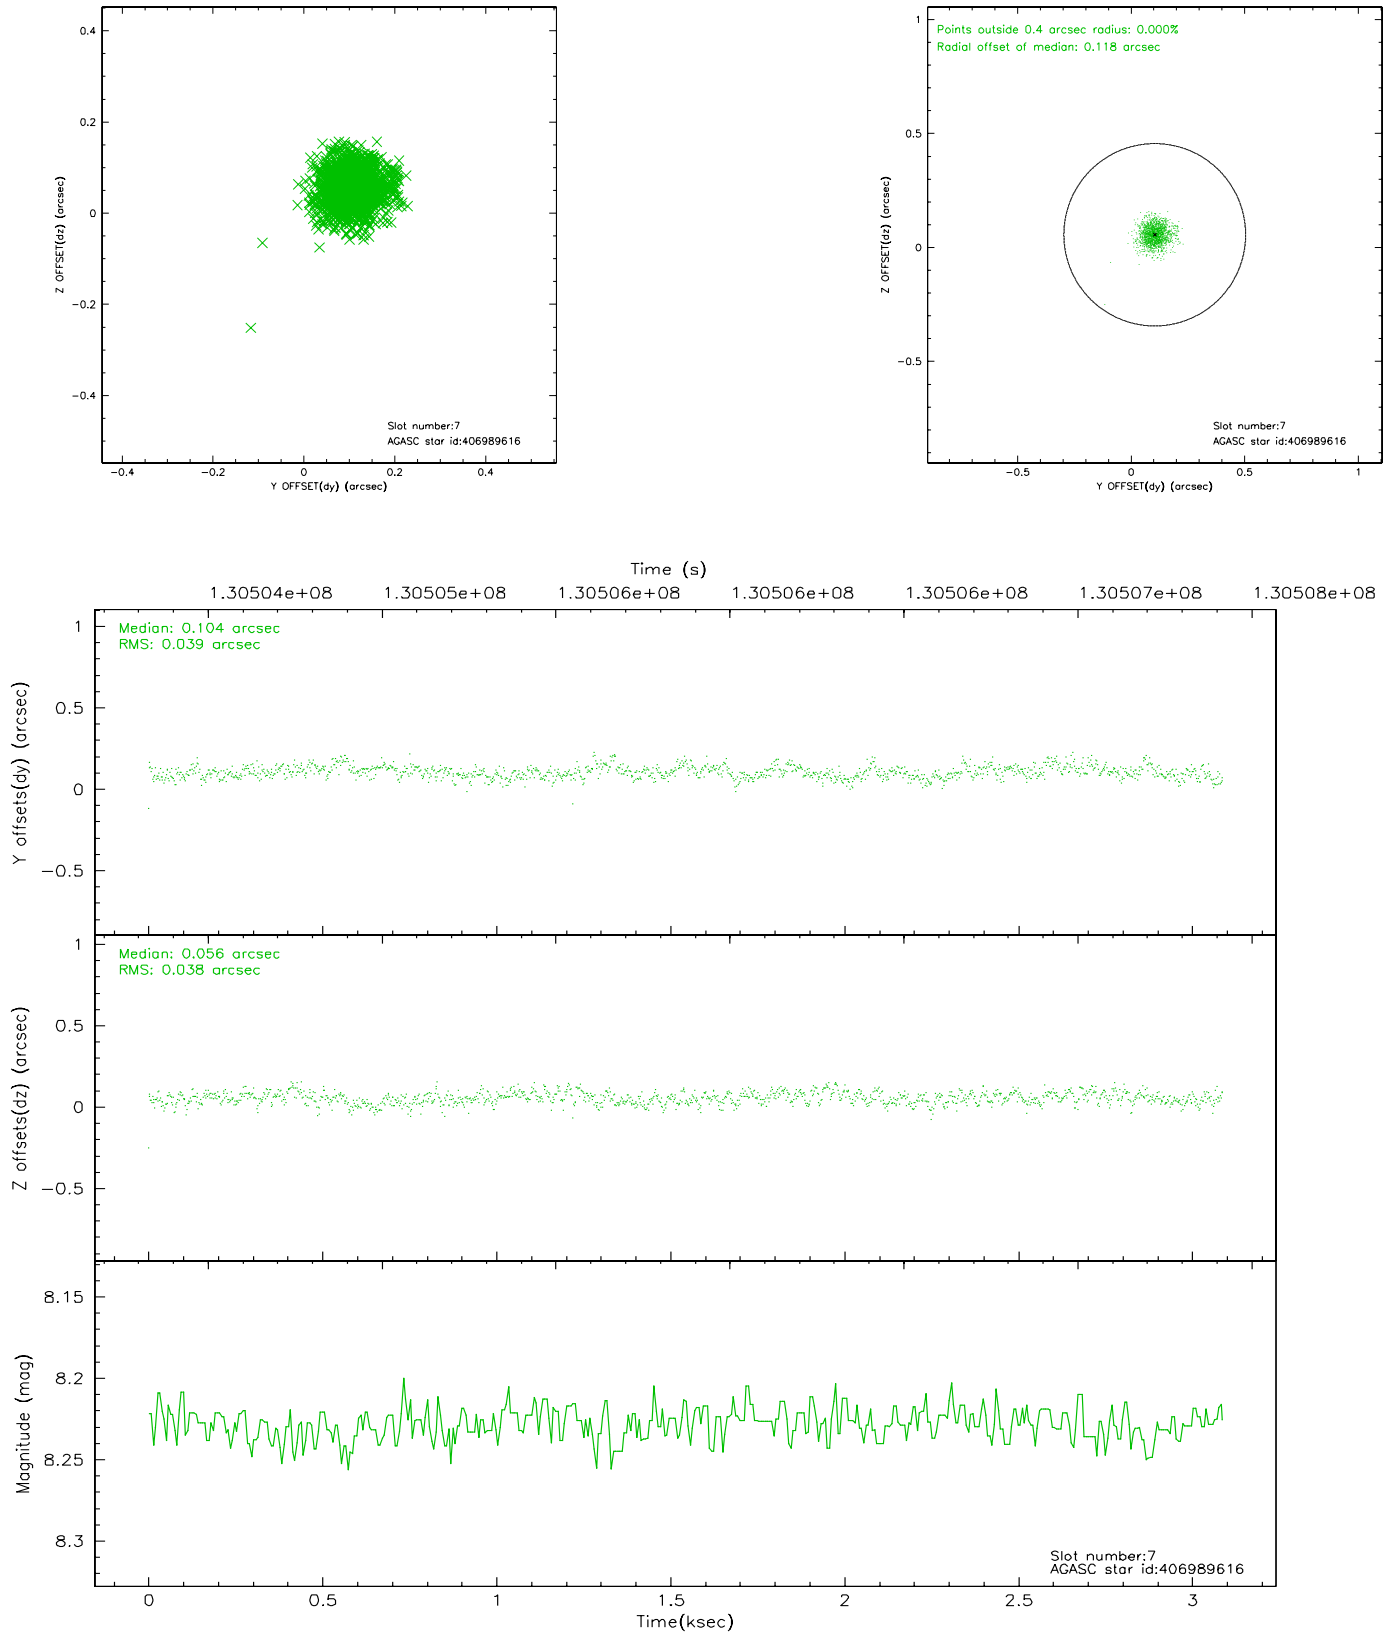 0.4
0.2
0
−0.2
−0.4
Z OFFSET(dz) (arcsec)
Slot number:7
AGASC star id:406989616
−0.4 −0.2 0 0.2 0.4
Y OFFSET(dy) (arcsec)
Points outside 0.4 arcsec radius: 0.000%
Radial offset of median: 0.118 arcsec
1
0.5
0
−0.5
Z OFFSET(dz) (arcsec)
Slot number:7
AGASC star id:406989616
−0.5 0 0.5 1
Y OFFSET(dy) (arcsec)
Time (s)
1.30504e+08 1.30505e+08 1.30506e+08 1.30506e+08 1.30506e+08 1.30507e+08 1.30508e+08
Median: 0.104 arcsec
RMS: 0.039 arcsec
1
0.5
0
−0.5
Y offsets(dy) (arcsec)
Median: 0.056 arcsec
RMS: 0.038 arcsec
1
0.5
0
−0.5
Z offsets(dz) (arcsec)
8.15
8.2
8.25
8.3
Magnitude (mag)
Slot number:7
AGASC star id:406989616
0 0.5 1 1.5 2 2.5 3
Time(ksec)